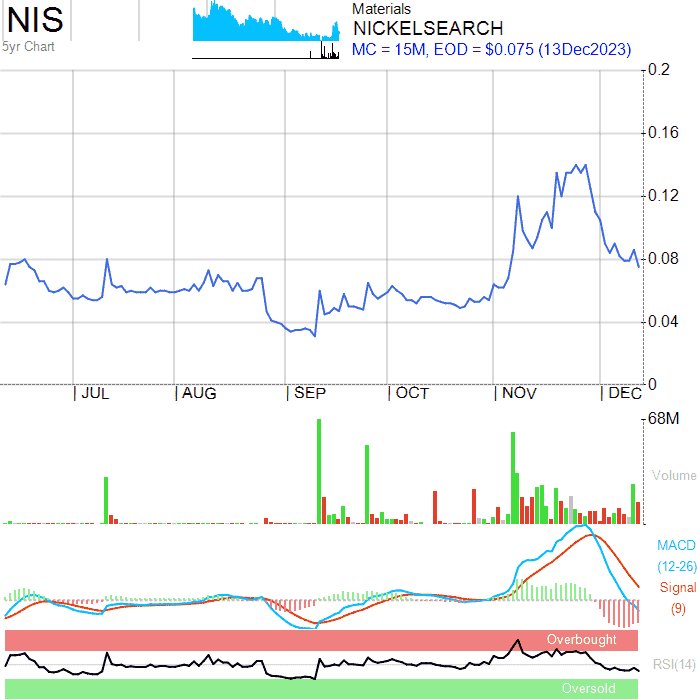 NIS
5yr Chart
Materials
NICKELSEARCH
MC = 15M, EOD = $0.075 (13Dec2023)
0.2
0.16
0.12
0.08
0.04
0
| JUL | AUG | SEP | OCT | NOV | DEC
68M
Volume
MACD
(12-26)
Signal
(9)
Overbought
RSI(14)
Oversold